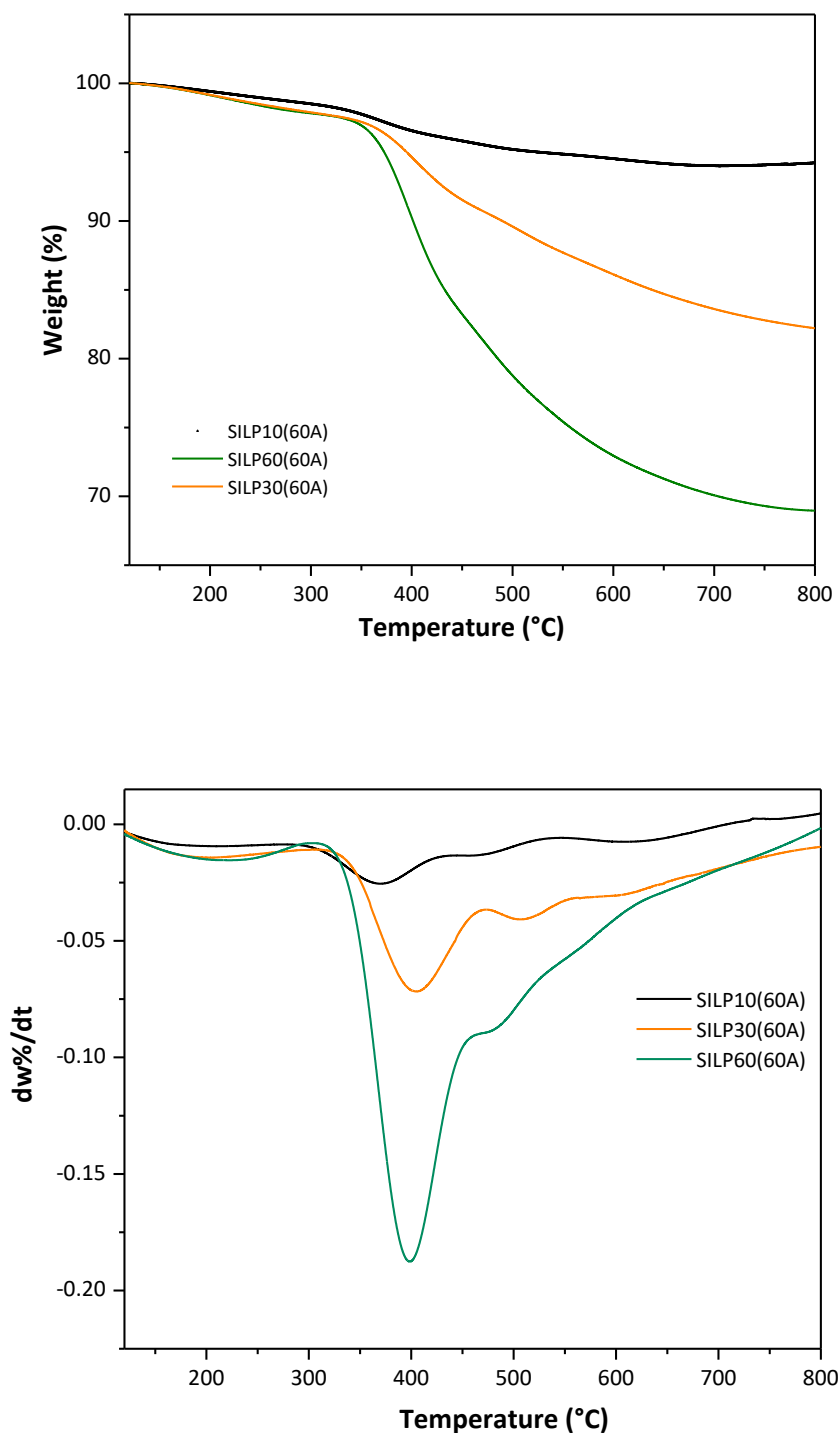 100
90
80
70
Weight (%)
SILP10(60A)
SILP60(60A)
SILP30(60A)
200 300 400 500 600 700 800
Temperature (°C)
0.00
-0.05
-0.10
-0.15
-0.20
dw%/dt
SILP10(60A)
SILP30(60A)
SILP60(60A)
200 300 400 500 600 700 800
Temperature (°C)